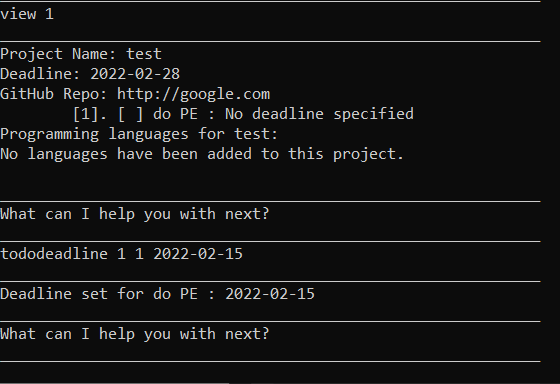 view 1
Project Name: test
Deadline: 2022-02-28
GitHub Repo: http://google.com
[1]. [ ] do PE : No deadline specified
Programming languages for test:
No languages have been added to this project.
What can I help you with next?
tododeadline 1 1 2022-02-15
Deadline set for do PE : 2022-02-15
What can I help you with next?